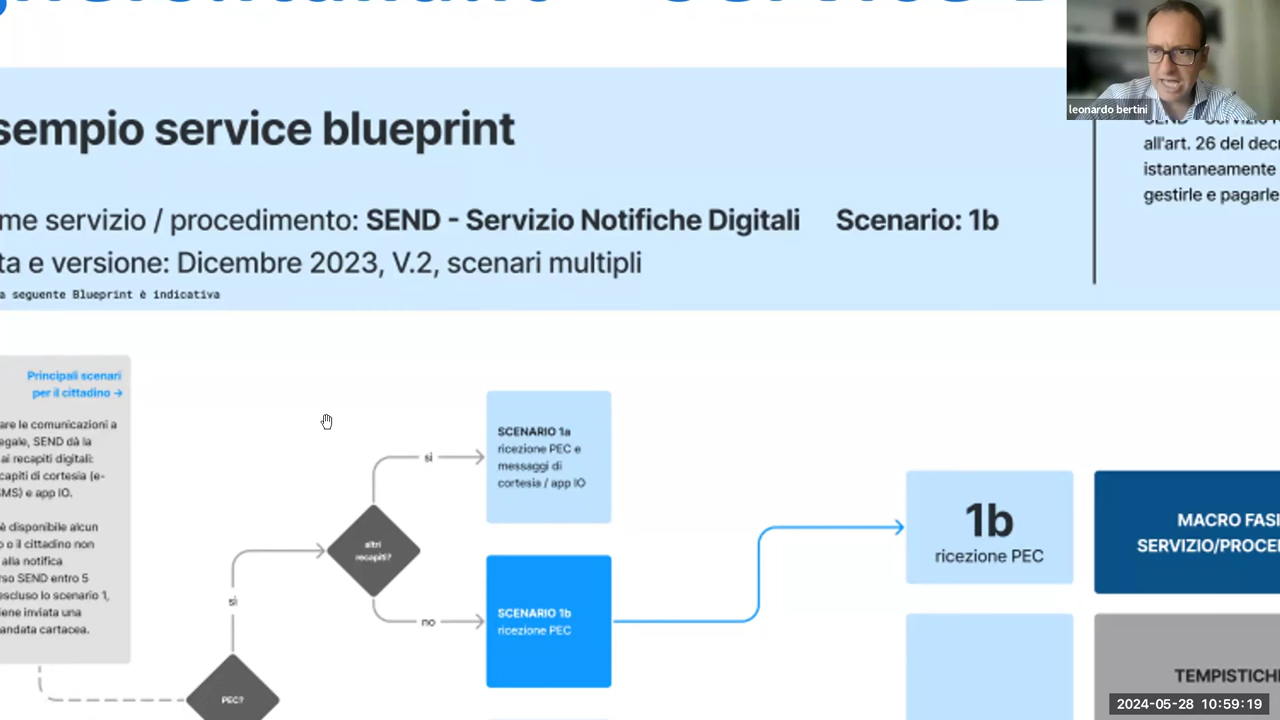 sempio service blueprint
leonardo bertini
all'art. 26 del decr
istantaneamente
gestirle e pagarle
me servizio / procedimento: SEND - Servizio Notifiche Digitali Scenario: 1b
ta e versione: Dicembre 2023, V.2, scenari multipli
a seguente Blueprint è indicativa
Principali scenari
per il cittadino →
are le comunicazioni a
egale, SEND dà la
ai recapiti digitali:
capiti di cortesia (e-
SMS) e app IO.
è disponibile alcun
o o il cittadino non
alla notifica
rso SEND entro 5
escluso lo scenario 1,
iene inviata una
andata cartacea.
PEC?
sì
altri
recapiti?
sì
no
SCENARIO 1a
ricezione PEC e
messaggi di
cortesia / app IO
SCENARIO 1b
ricezione PEC
1b
ricezione PEC
MACRO FASI
SERVIZIO/PROCE
TEMPISTICHE
2024-05-28 10:59:19